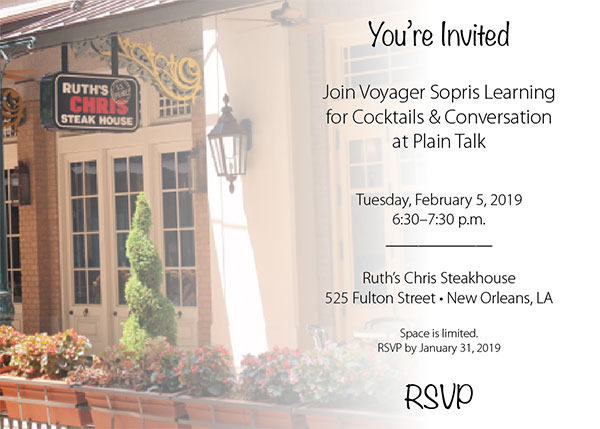 You're Invited
Join Voyager Sopris Learning
for Cocktails & Conversation
at Plain Talk
Tuesday, February 5, 2019
6:30–7:30 p.m.
Ruth's Chris Steakhouse
525 Fulton Street • New Orleans, LA
Space is limited.
RSVP by January 31, 2019
RSVP
RUTH'S
CHRIS
STEAK HOUSE